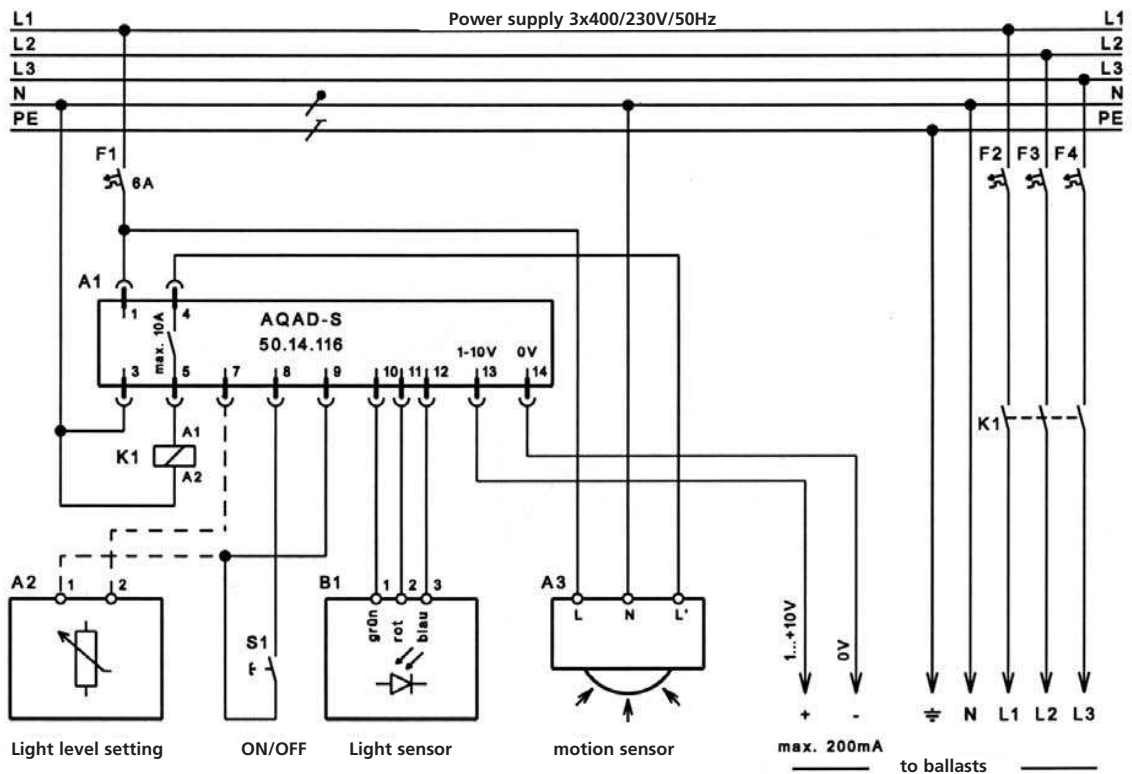 Power supply 3x400/230V/50Hz
L1 L1
L2 L2
L3 L3
N N
PE PE
F1 F2 F3 F4
6A
A1
1 4
max. 10A
AQAD-S
50.14.116
1-10V 0V
3 5 7 8 9 10 11 12 13 14
K1
A1
K1
A2
A2 1 2
B1 1 2 3
grün
rot
blau
A3
L N L'
S1
1...+10V
0V
+ - N L1 L2 L3
Light level setting ON/OFF Light sensor motion sensor
max. 200mA
to ballasts